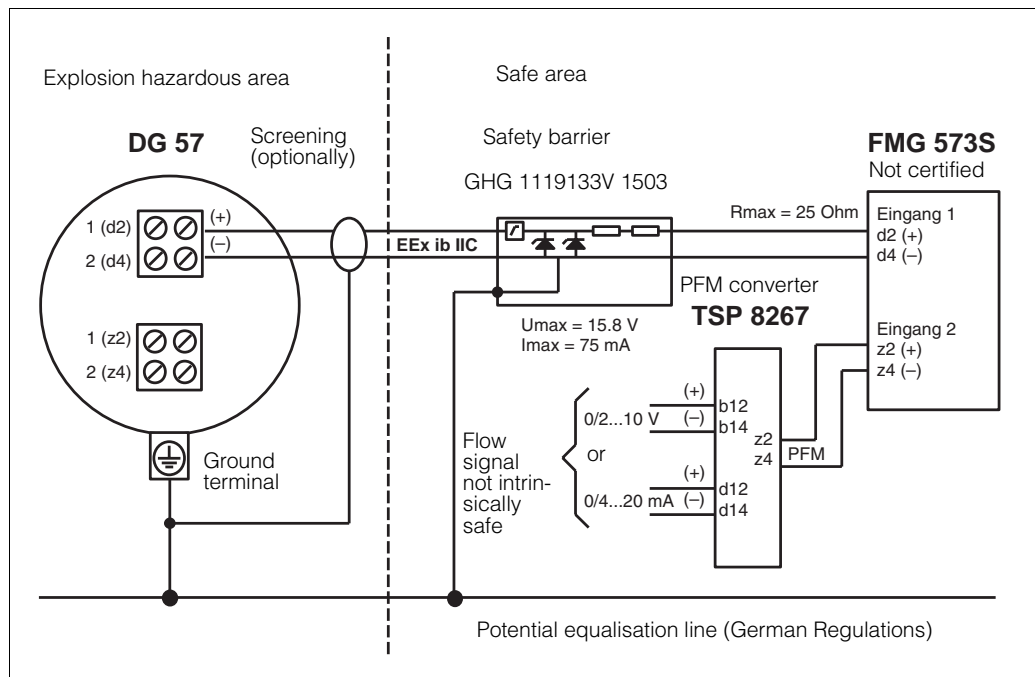 Explosion hazardous area
Safe area
DG 57
Screening
(optionally)
Safety barrier
GHG 1119133V 1503
FMG 573S
Not certified
1 (d2)
(+)
2 (d4)
(–)
EEx ib IIC
Rmax = 25 Ohm
Eingang 1
d2 (+)
d4 (–)
Umax = 15.8 V
Imax = 75 mA
PFM converter
TSP 8267
Eingang 2
z2 (+)
z4 (–)
1 (z2)
2 (z4)
Ground
terminal
Flow
signal
not intrin-
sically
safe
(+)
0/2...10 V
(–)
or
(+)
0/4...20 mA
(–)
b12
b14
z2
z4
d12
d14
PFM
Potential equalisation line (German Regulations)